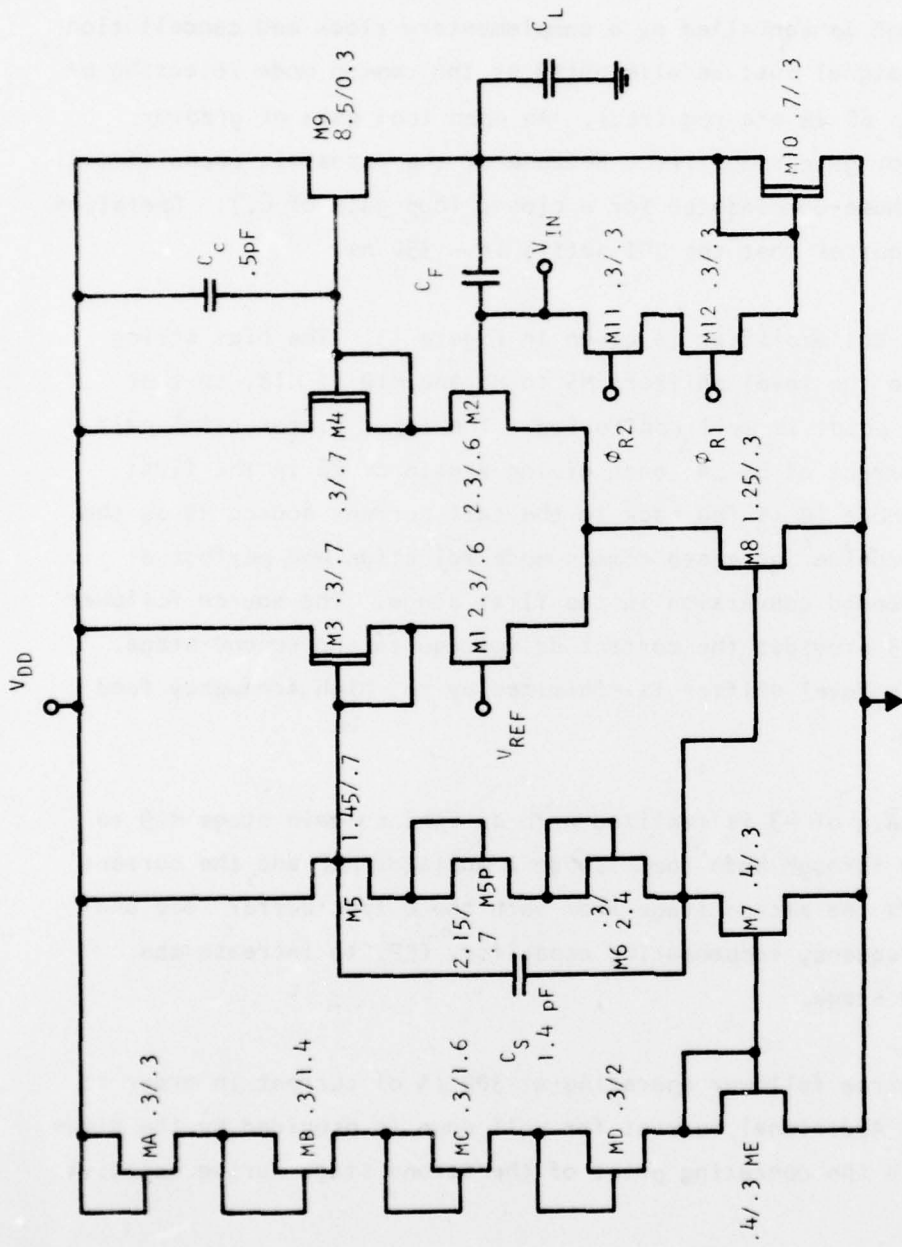 V_DD
M9
8.5/0.3
C_C
.5pF
C_L
C_F
V_IN
M3 3/.7
3/.7 M4
M1 2.3/.6
2.3/.6 M2
V_REF
M11 .3/.3
Φ_R2
M12 .3/.3
Φ_R1
M10 7/.3
M8 1.25/.3
M5 1.45/.7
M5P
2.15/
.7
C_S
1.4 pF
M6 .3/
2.4
M7 .4/.3
MA .3/.3
MB .3/1.4
MC .3/1.6
MD .3/2
.4/.3 ME